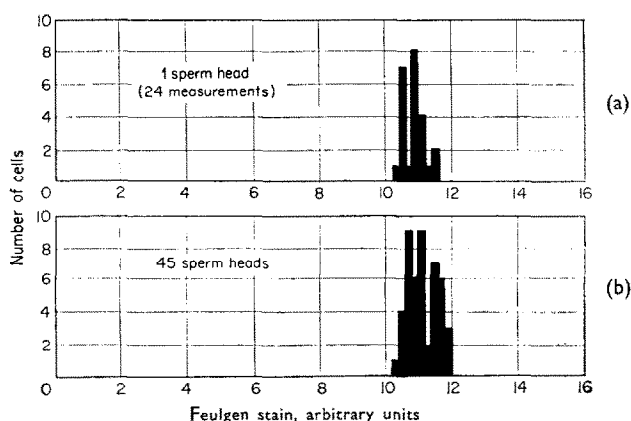 10
8
6
4
2
0
1 sperm head
(24 measurements)
(a)
2 4 6 8 10 12 14 16
Number of cells
10
8
6
4
2
0
45 sperm heads
(b)
2 4 6 8 10 12 14 16
Feulgen stain, arbitrary units